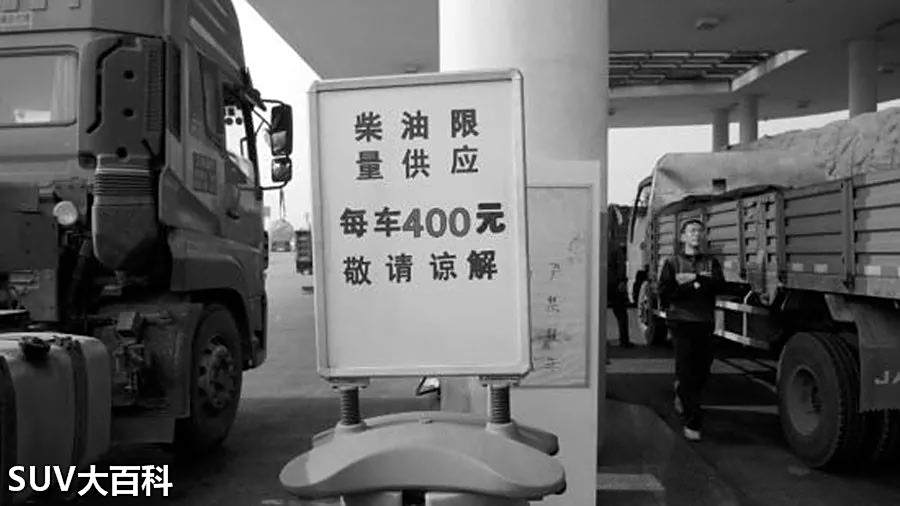 柴油限
量供应
每车400元
敬请谅解
JA
SUV大百科